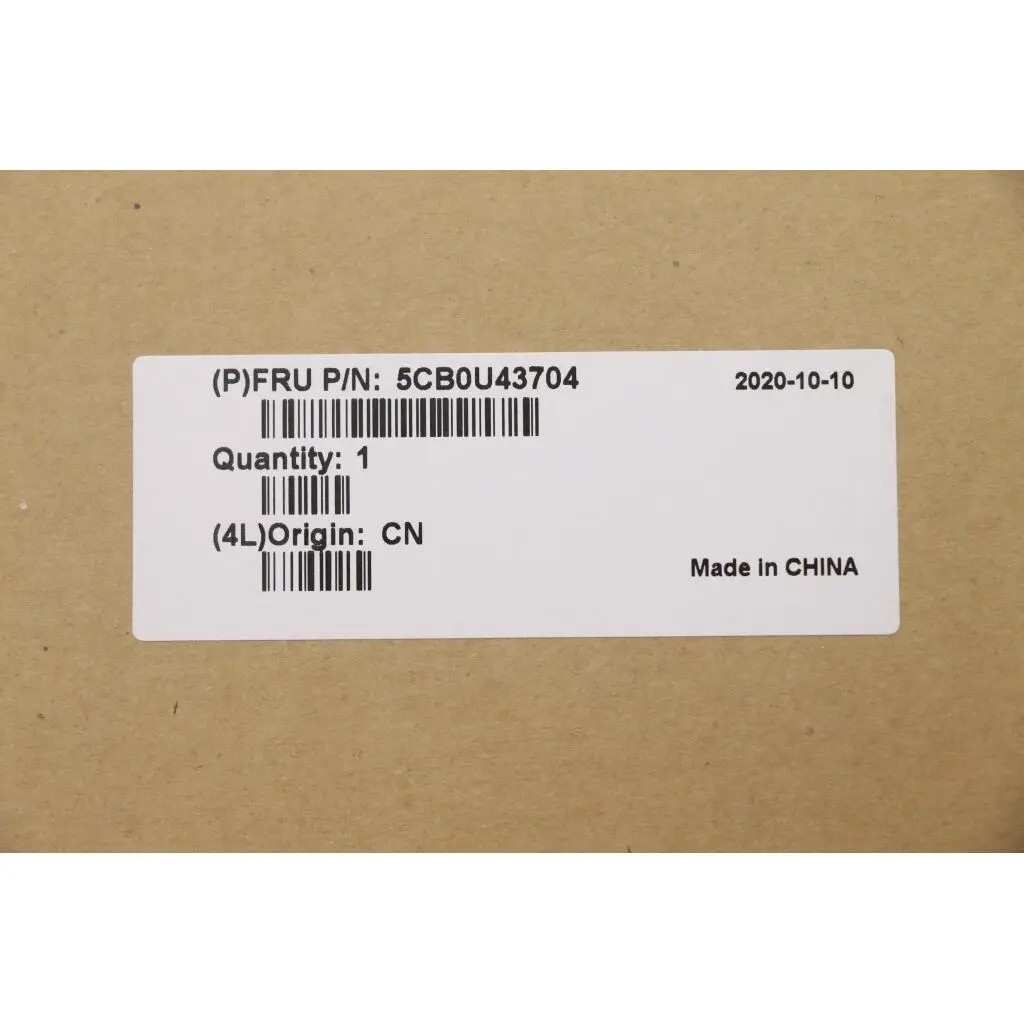 (P)FRU P/N: 5CB0U43704
2020-10-10
Quantity: 1
(4L)Origin: CN
Made in CHINA